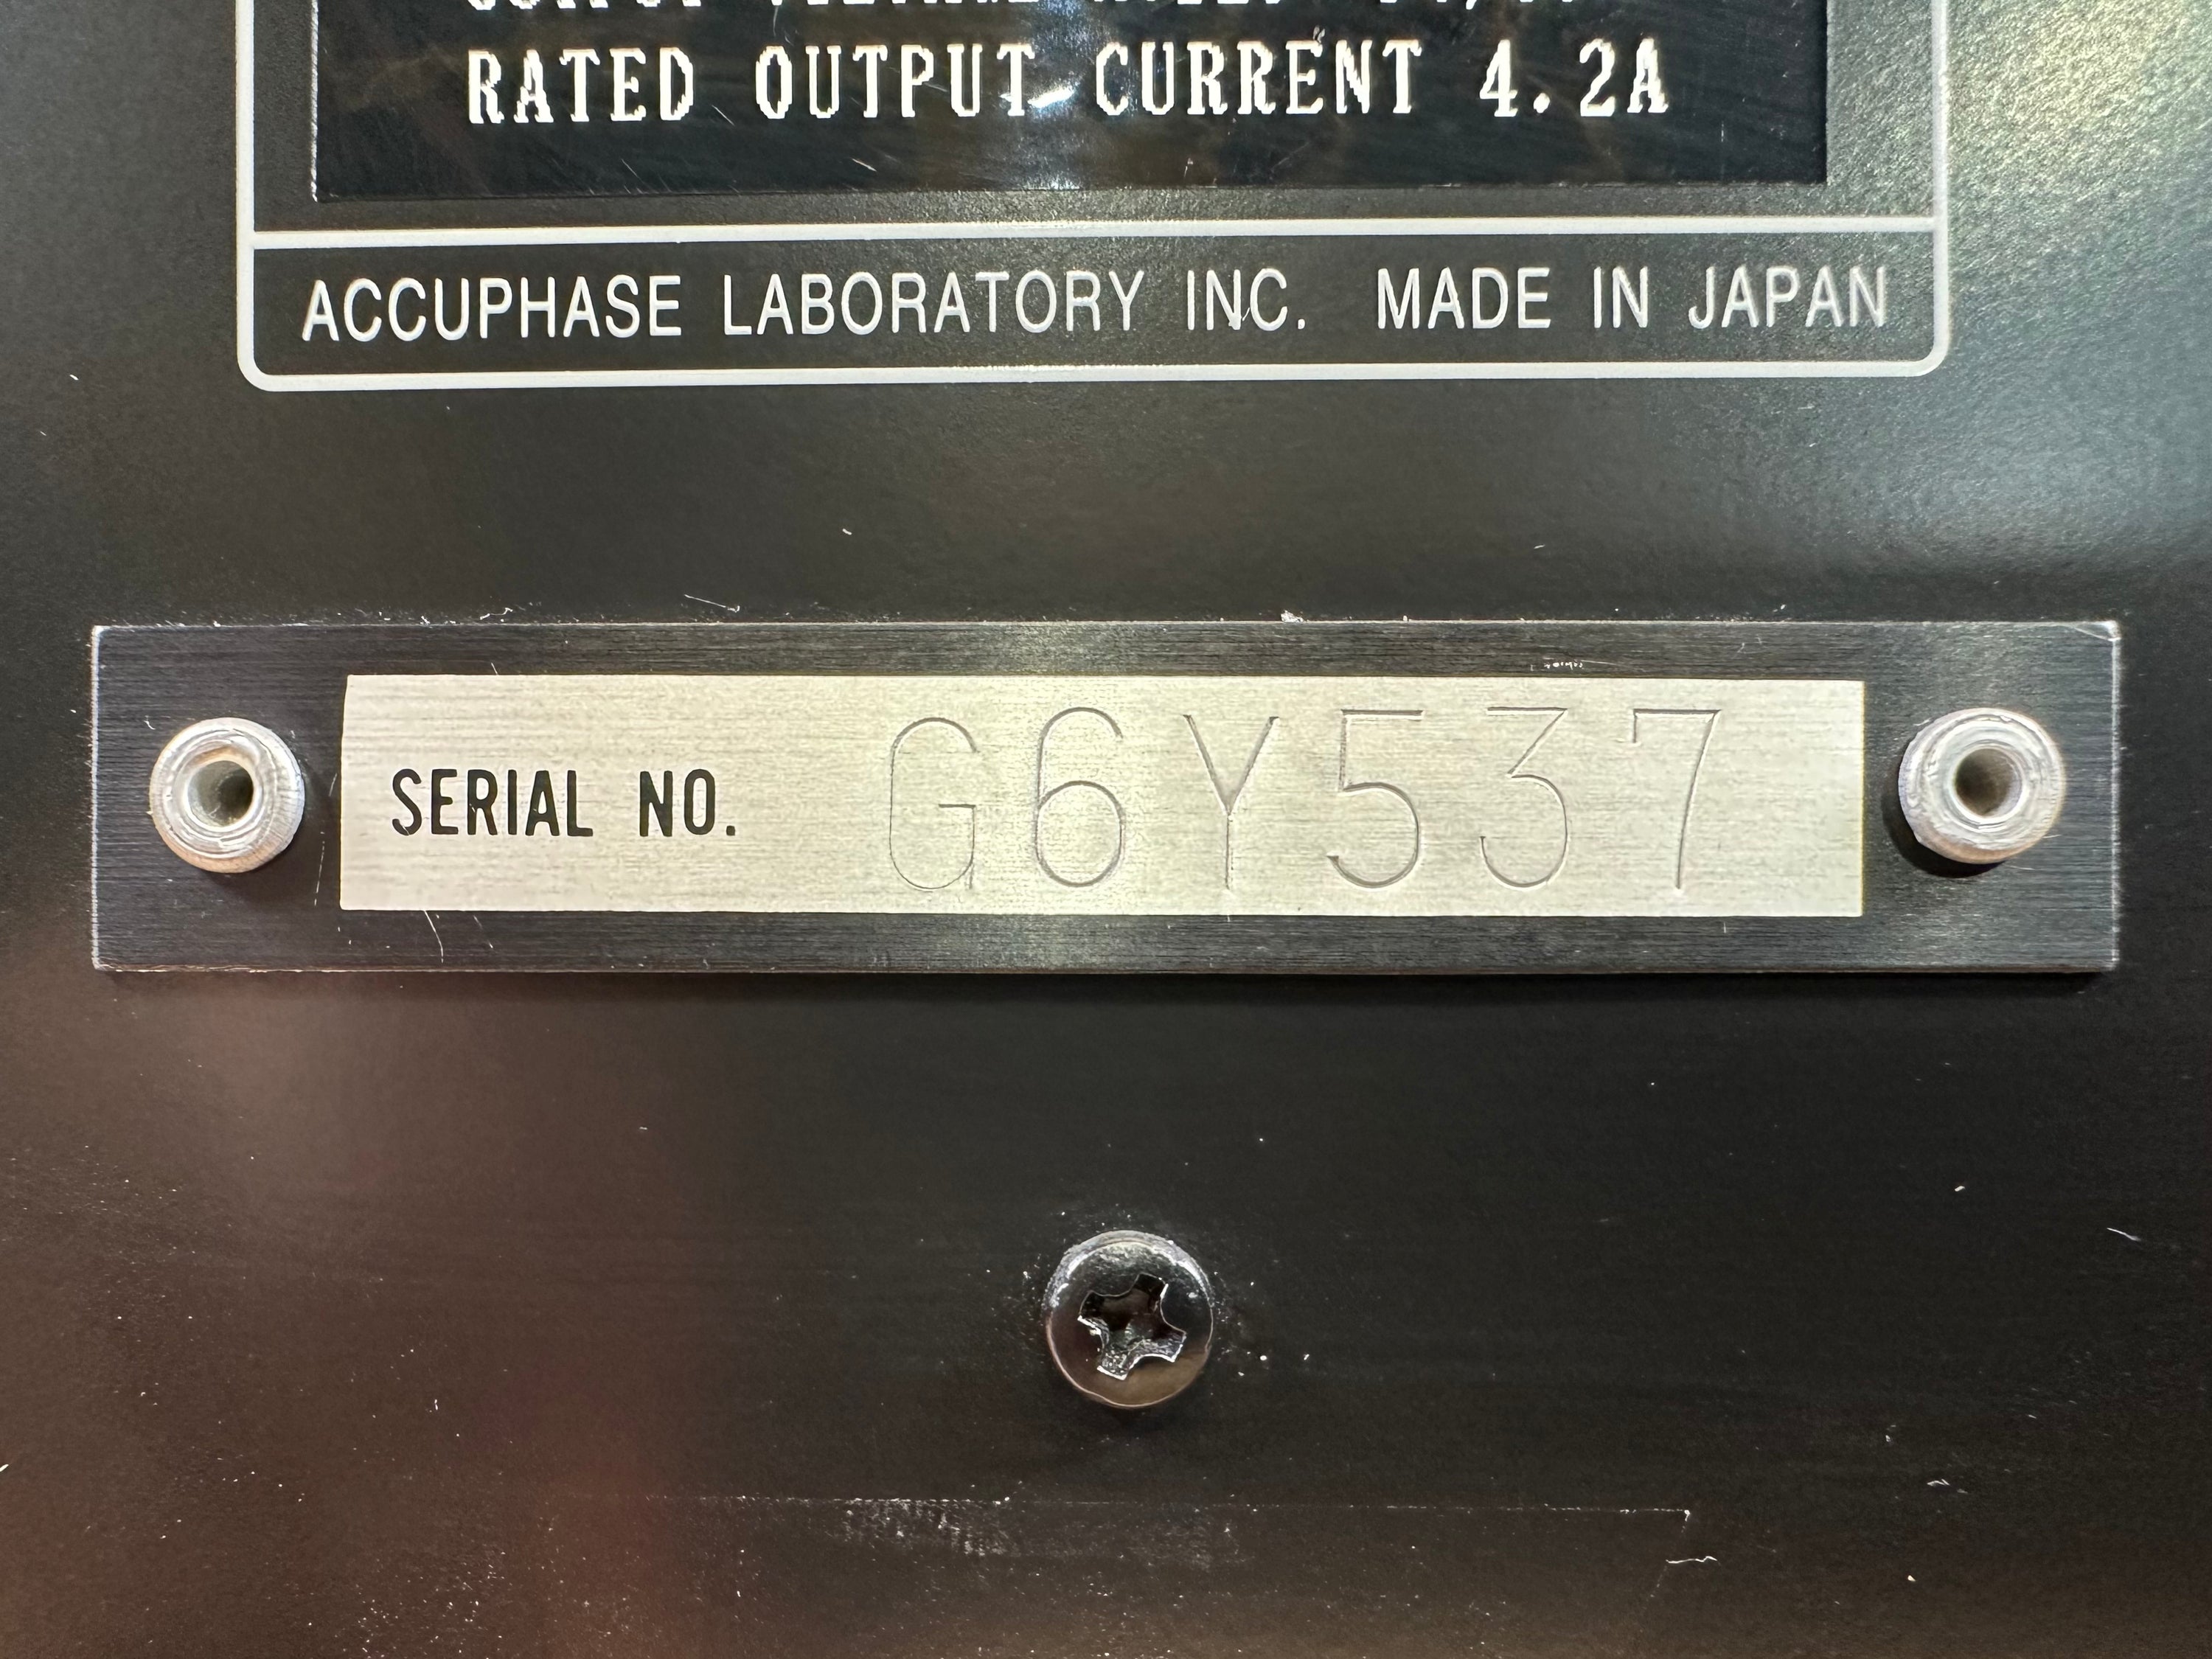 RATED OUTPUT CURRENT 4.2A
ACCUPHASE LABORATORY INC. MADE IN JAPAN
SERIAL NO. G6Y537